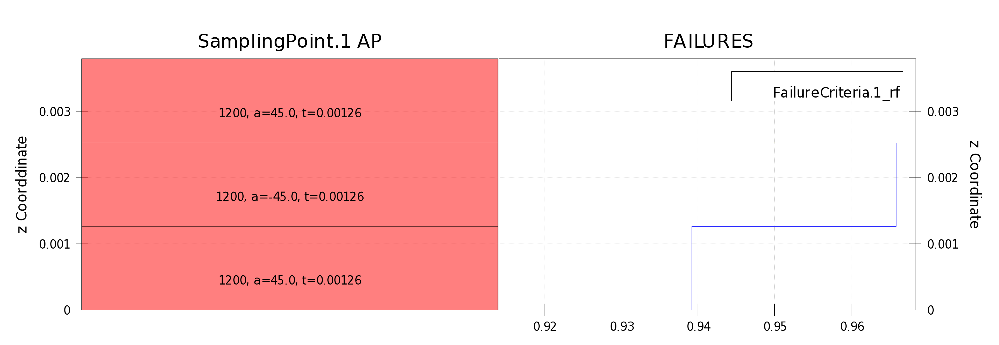 SamplingPoint.1 AP
FAILURES
FailureCriteria.1_rf
z Coorddinate
0.003
0.002
0.001
0
1200, a=45.0, t=0.00126
1200, a=-45.0, t=0.00126
1200, a=45.0, t=0.00126
0.003
0.002
0.001
0
z Coordinate
0.92
0.93
0.94
0.95
0.96